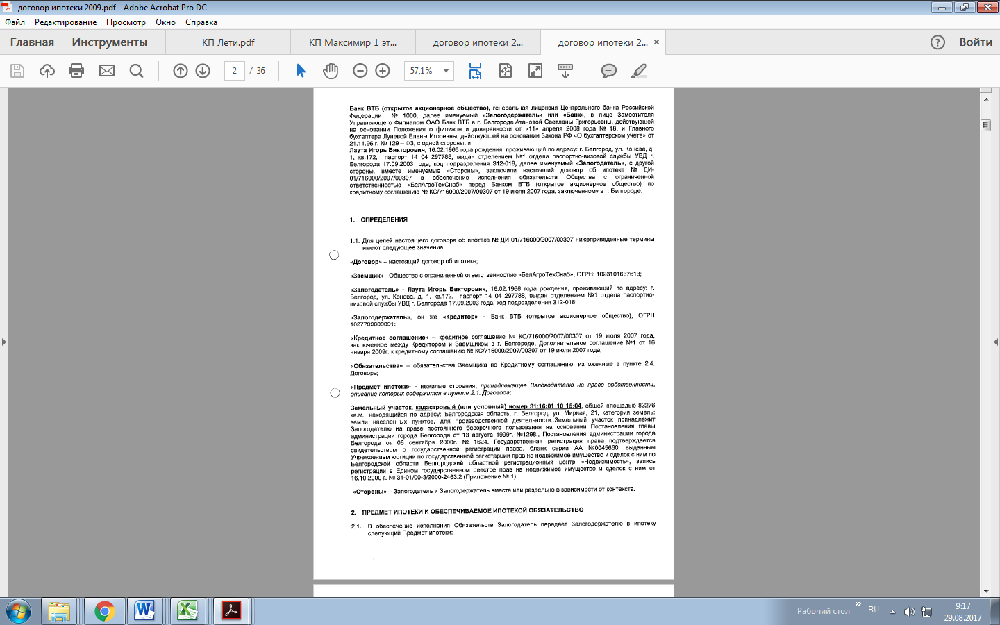 договор ипотеки 2009.pdf - Adobe Acrobat Pro DC
Файл Редактирование Просмотр Окно Справка
Главная Инструменты КП Лети.pdf КП Максимир 1 эт... договор ипотеки 2... договор ипотеки 2... × Войти
2 / 36 57,1%
Банк ВТБ (открытое акционерное общество), генеральная лицензия Центрального банка Российской
Федерации № 1000, далее именуемый «Залогодержатель» или «Банк», в лице Заместителя
Управляющего Филиалом ОАО Банк ВТБ в г. Белгороде Атановой Светланы Григорьевны, действующей
на основании Положения о филиале и доверенности от «11» апреля 2008 года № 18, и Главного
бухгалтера Луневой Елены Игоревны, действующей на основании Закона РФ «О бухгалтерском учете» от
21.11.96 г. № 129 – ФЗ, с одной стороны, и
Лаута Игорь Викторович, 16.02.1966 года рождения, проживающий по адресу: г. Белгород, ул. Конева, д.
1, кв.172, паспорт 14 04 297788, выдан отделением №1 отдела паспортно-визовой службы УВД г.
Белгорода 17.09.2003 года, код подразделения 312-018, далее именуемый «Залогодатель», с другой
стороны, вместе именуемые «Стороны», заключили настоящий договор об ипотеке № ДИ-
01/716000/2007/00307 в обеспечение исполнения обязательств Общества с ограниченной
ответственностью «БелАгроТехСнаб» перед Банком ВТБ (открытое акционерное общество) по
кредитному соглашению № КС/716000/2007/00307 от 19 июля 2007 года, заключенному в г. Белгороде.
1. ОПРЕДЕЛЕНИЯ
1.1. Для целей настоящего договора об ипотеке № ДИ-01/716000/2007/00307 нижеприведенные термины
имеют следующее значение:
«Договор» – настоящий договор об ипотеке;
«Заемщик» - Общество с ограниченной ответственностью «БелАгроТехСнаб», ОГРН: 1023101637613;
«Залогодатель» - Лаута Игорь Викторович, 16.02.1966 года рождения, проживающий по адресу: г.
Белгород, ул. Конева, д. 1, кв.172, паспорт 14 04 297788, выдан отделением №1 отдела паспортно-
визовой службы УВД г. Белгорода 17.09.2003 года, код подразделения 312-018;
«Залогодержатель», он же «Кредитор» - Банк ВТБ (открытое акционерное общество), ОГРН
1027739609391;
«Кредитное соглашение» – кредитное соглашение № КС/716000/2007/00307 от 19 июля 2007 года,
заключенное между Кредитором и Заемщиком в г. Белгороде, Дополнительное соглашение №1 от 16
января 2009г. к кредитному соглашению № КС/716000/2007/00307 от 19 июля 2007 года;
«Обязательства» – обязательства Заемщика по Кредитному соглашению, изложенные в пункте 2.4.
Договора;
«Предмет ипотеки» - нежилые строения, принадлежащее Залогодателю на праве собственности,
описание которых содержится в пункте 2.1. Договора;
Земельный участок, кадастровый (или условный) номер 31:16:01 10 15:04, общей площадью 83276
кв.м., находящийся по адресу: Белгородская область, г. Белгород, ул. Мирная, 21, категория земель:
земли населенных пунктов, для производственной деятельности..Земельный участок принадлежит
Залогодателю на праве постоянного бессрочного пользования на основании Постановления главы
администрации города Белгорода от 13 августа 1999г. №1298., Постановления администрации города
Белгорода от 08 сентября 2000г. № 1624. Государственная регистрация права подтверждается
свидетельством о государственной регистрации права, бланк серии АА №0045660, выданным
Учреждением юстиции по государственной регистарции прав на недвижимое имущество и сделок с ним по
Белгородской области Белгородский областной регистрационный центр «Недвижимость», запись
регистрации в Едином государственном реестре прав на недвижимое имущество и сделок с ним от
16.10.2000 г. № 31-01/00-3/2000-2463.2 (Приложение № 1);
«Стороны» – Залогодатель и Залогодержатель вместе или раздельно в зависимости от контекста.
2. ПРЕДМЕТ ИПОТЕКИ И ОБЕСПЕЧИВАЕМОЕ ИПОТЕКОЙ ОБЯЗАТЕЛЬСТВО
2.1. В обеспечение исполнения Обязательств Залогодатель передает Залогодержателю в ипотеку
следующий Предмет ипотеки:
Рабочий стол » RU 9:17
29.08.2017